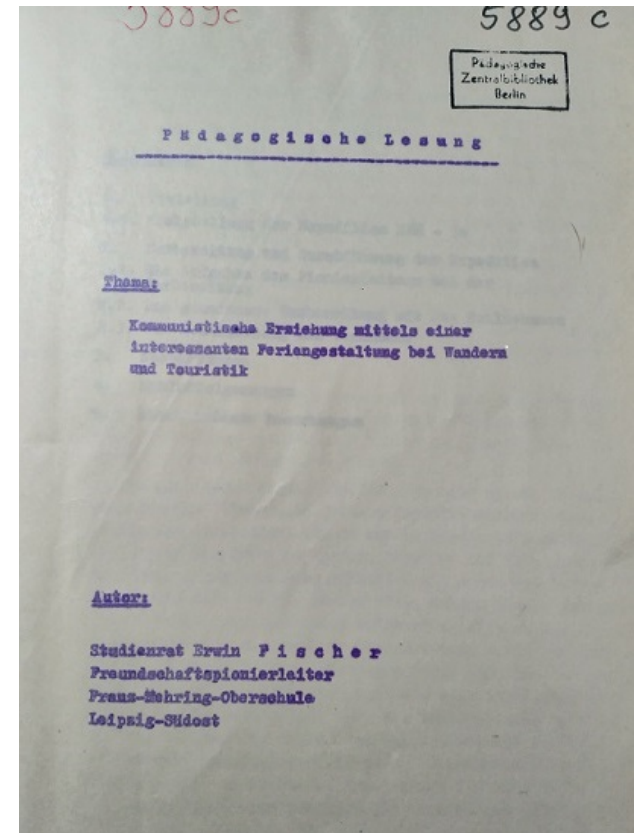 5889c
5889 c
Pädagogische
Zentralbibliothek
Berlin
Pädagogische Lesung
Thema:
Kommunistische Erziehung mittels einer
interessanten Feriengestaltung bei Wandern
und Touristik
Autor:
Studienrat Erwin Fischer
Freundschaftspionierleiter
Franz-Mehring-Oberschule
Leipzig-Südost